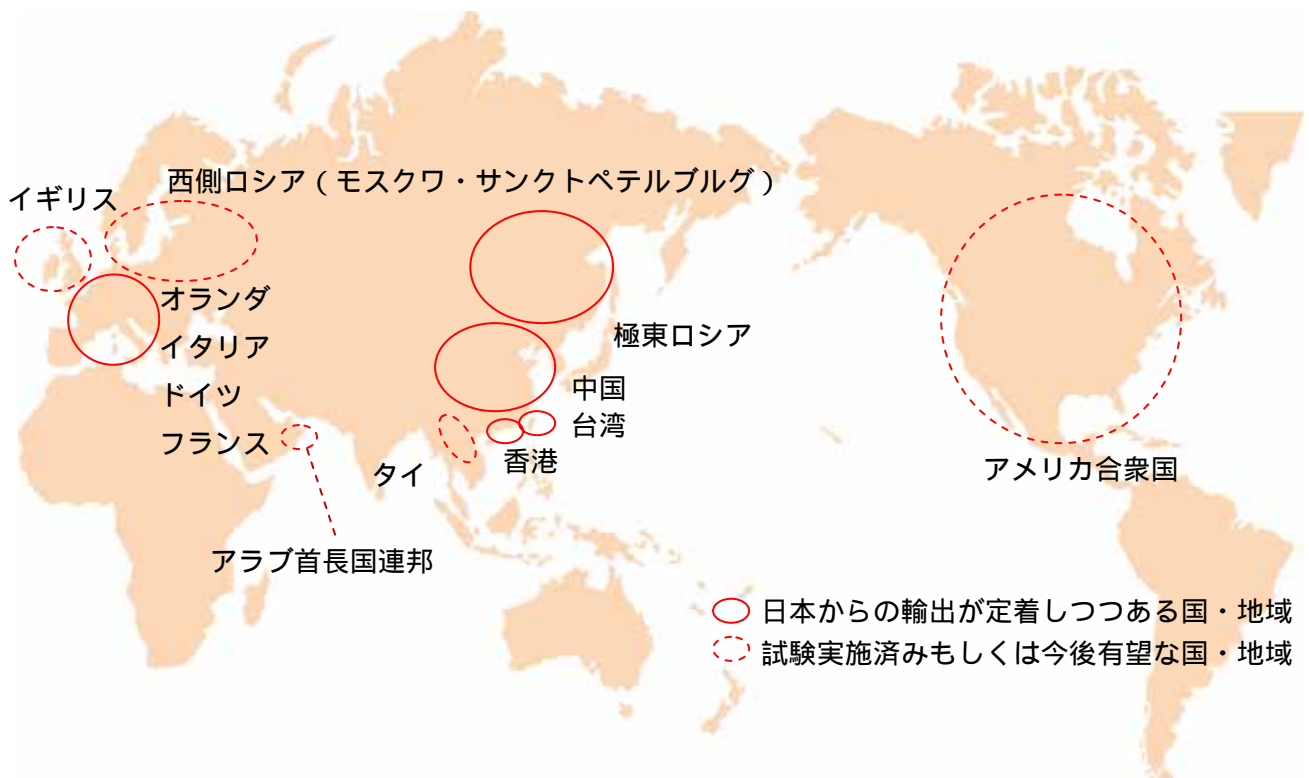 西側ロシア（モスクワ・サンクトペテルブルグ）
イギリス
オランダ
イタリア
ドイツ
フランス
極東ロシア
中国
台湾
香港
タイ
アメリカ合衆国
アラブ首長国連邦
日本からの輸出が定着しつつある国・地域
試験実施済みもしくは今後有望な国・地域